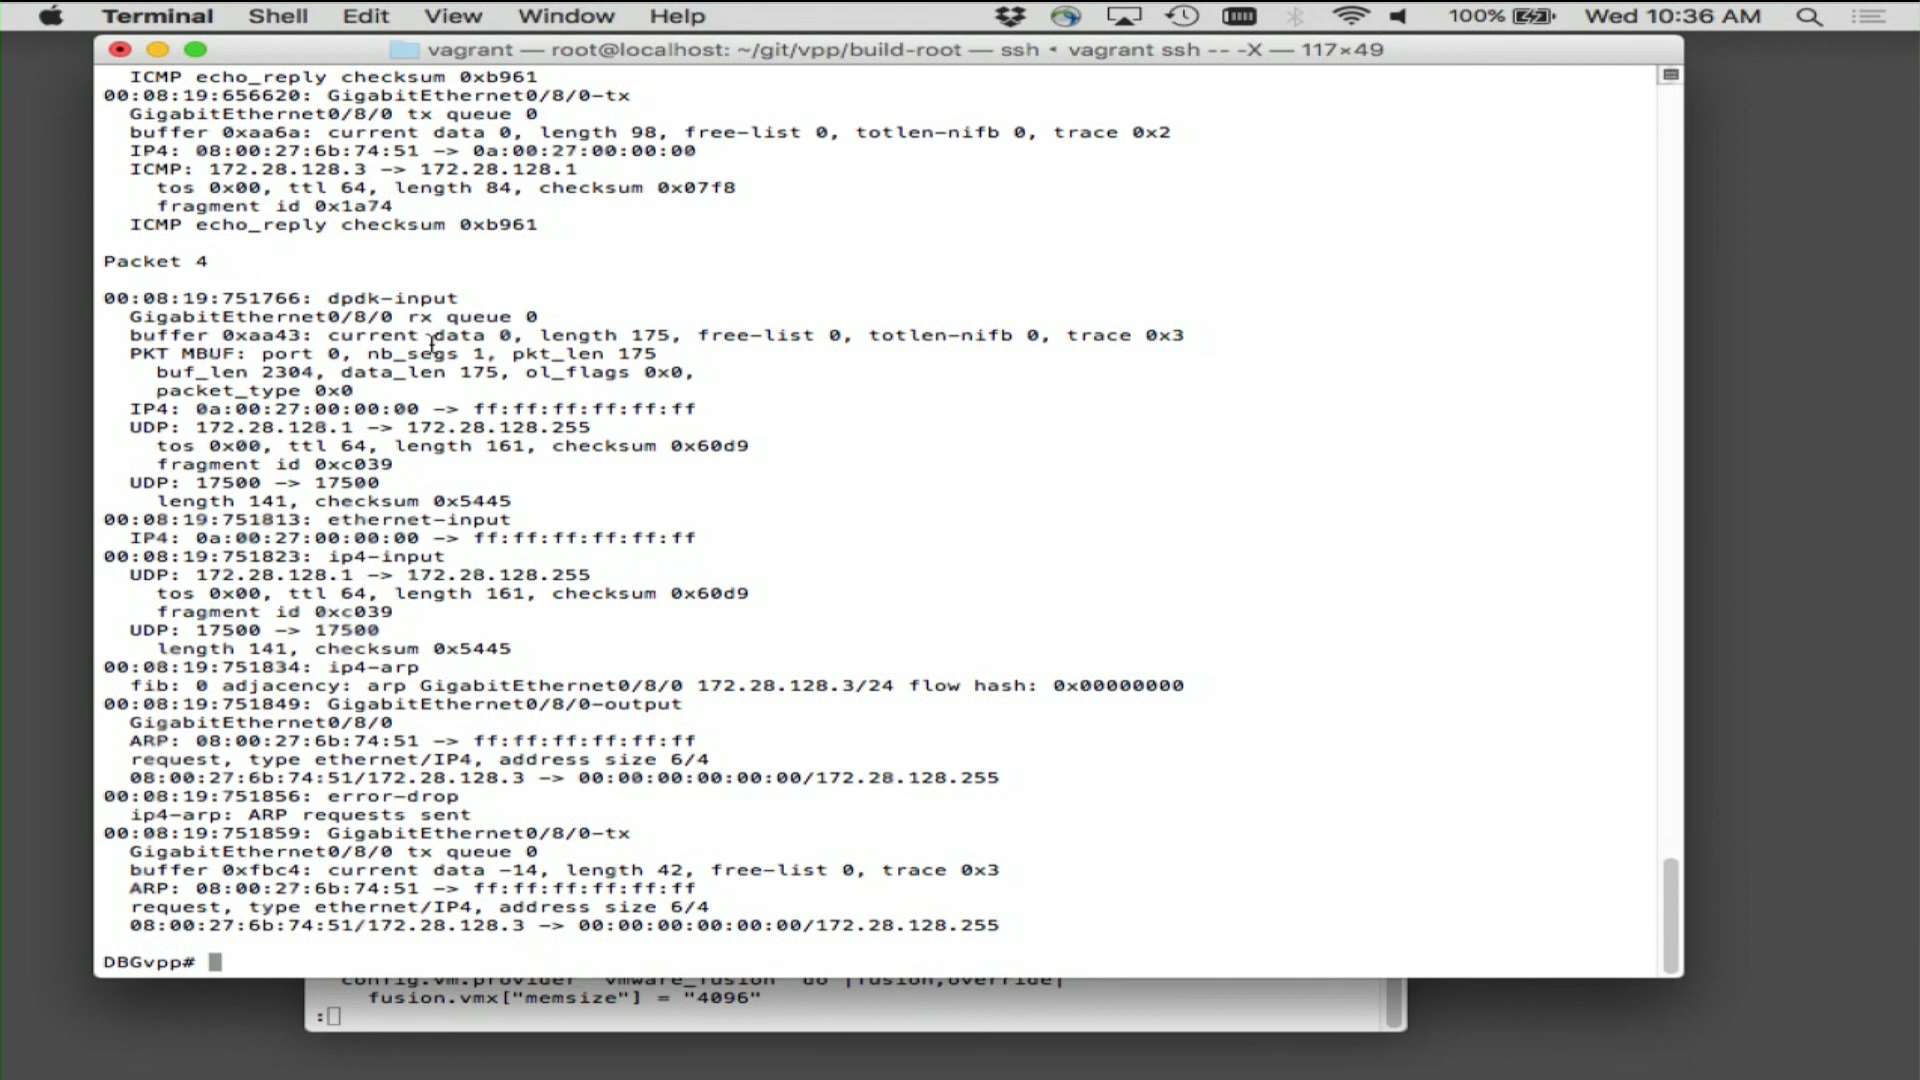 Terminal Shell Edit View Window Help 100% Wed 10:36 AM
vagrant — root@localhost: ~/git/vpp/build-root — ssh • vagrant ssh -- -X — 117×49
ICMP echo_reply checksum 0xb961
00:08:19:656620: GigabitEthernet0/8/0-tx
GigabitEthernet0/8/0 tx queue 0
buffer 0xaa6a: current data 0, length 98, free-list 0, totlen-nifb 0, trace 0x2
IP4: 08:00:27:6b:74:51 -> 0a:00:27:00:00:00
ICMP: 172.28.128.3 -> 172.28.128.1
tos 0x00, ttl 64, length 84, checksum 0x07f8
fragment id 0x1a74
ICMP echo_reply checksum 0xb961
Packet 4
00:08:19:751766: dpdk-input
GigabitEthernet0/8/0 rx queue 0
buffer 0xaa43: current data 0, length 175, free-list 0, totlen-nifb 0, trace 0x3
PKT MBUF: port 0, nb_segs 1, pkt_len 175
buf_len 2304, data_len 175, ol_flags 0x0,
packet_type 0x0
IP4: 0a:00:27:00:00:00 -> ff:ff:ff:ff:ff:ff
UDP: 172.28.128.1 -> 172.28.128.255
tos 0x00, ttl 64, length 161, checksum 0x60d9
fragment id 0xc039
UDP: 17500 -> 17500
length 141, checksum 0x5445
00:08:19:751813: ethernet-input
IP4: 0a:00:27:00:00:00 -> ff:ff:ff:ff:ff:ff
00:08:19:751823: ip4-input
UDP: 172.28.128.1 -> 172.28.128.255
tos 0x00, ttl 64, length 161, checksum 0x60d9
fragment id 0xc039
UDP: 17500 -> 17500
length 141, checksum 0x5445
00:08:19:751834: ip4-arp
fib: 0 adjacency: arp GigabitEthernet0/8/0 172.28.128.3/24 flow hash: 0x00000000
00:08:19:751849: GigabitEthernet0/8/0-output
GigabitEthernet0/8/0
ARP: 08:00:27:6b:74:51 -> ff:ff:ff:ff:ff:ff
request, type ethernet/IP4, address size 6/4
08:00:27:6b:74:51/172.28.128.3 -> 00:00:00:00:00:00/172.28.128.255
00:08:19:751856: error-drop
ip4-arp: ARP requests sent
00:08:19:751859: GigabitEthernet0/8/0-tx
GigabitEthernet0/8/0 tx queue 0
buffer 0xfbc4: current data -14, length 42, free-list 0, trace 0x3
ARP: 08:00:27:6b:74:51 -> ff:ff:ff:ff:ff:ff
request, type ethernet/IP4, address size 6/4
08:00:27:6b:74:51/172.28.128.3 -> 00:00:00:00:00:00/172.28.128.255
DBGvpp#
config.vm.provider "vmware_fusion" do |fusion,override|
fusion.vmx["memsize"] = "4096"
: